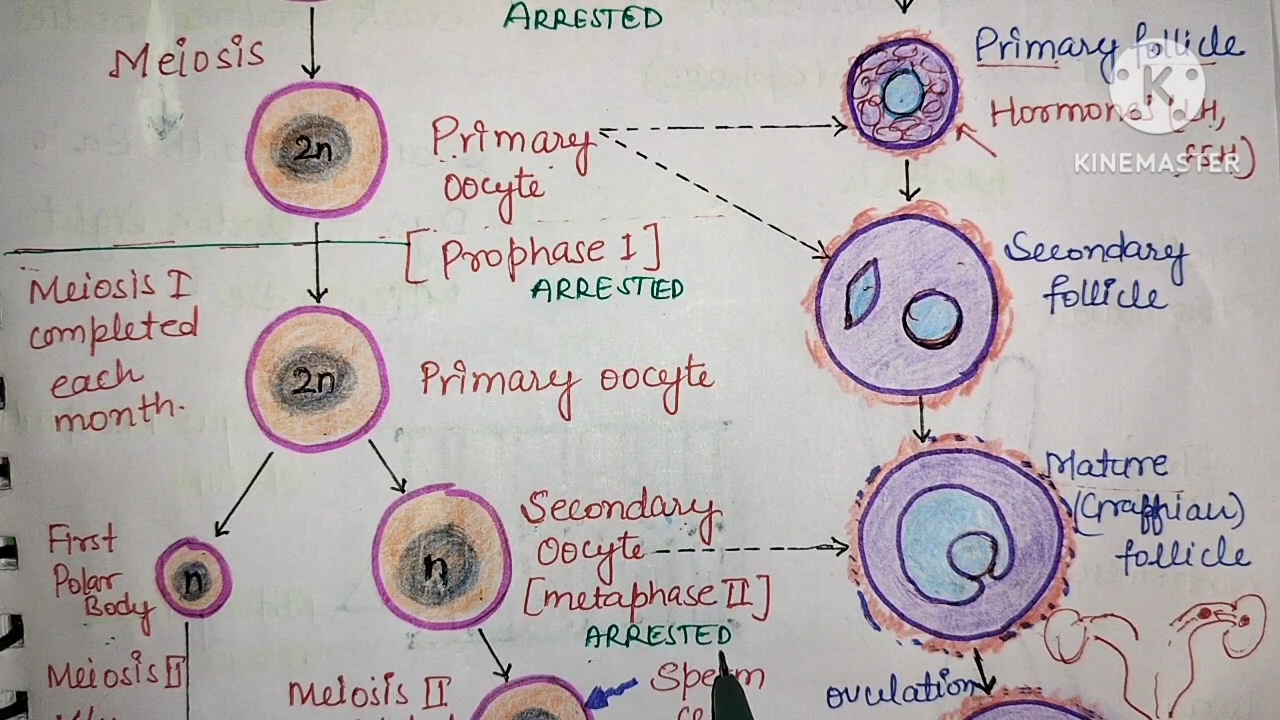 ARRESTED
Meiosis
2n
Primary
oocyte
[Prophase I]
ARRESTED
Meiosis I
completed
each
month.
2n
Primary oocyte
First
Polar
Body
n
n
Secondary
Oocyte
[metaphase II]
ARRESTED
Meiosis II
Meiosis II
Sperm
Primary follicle
Hormones (LH,
FSH)
K
KINEMASTER
Secondary
follicle
Mature
(Graffian)
follicle
ovulation